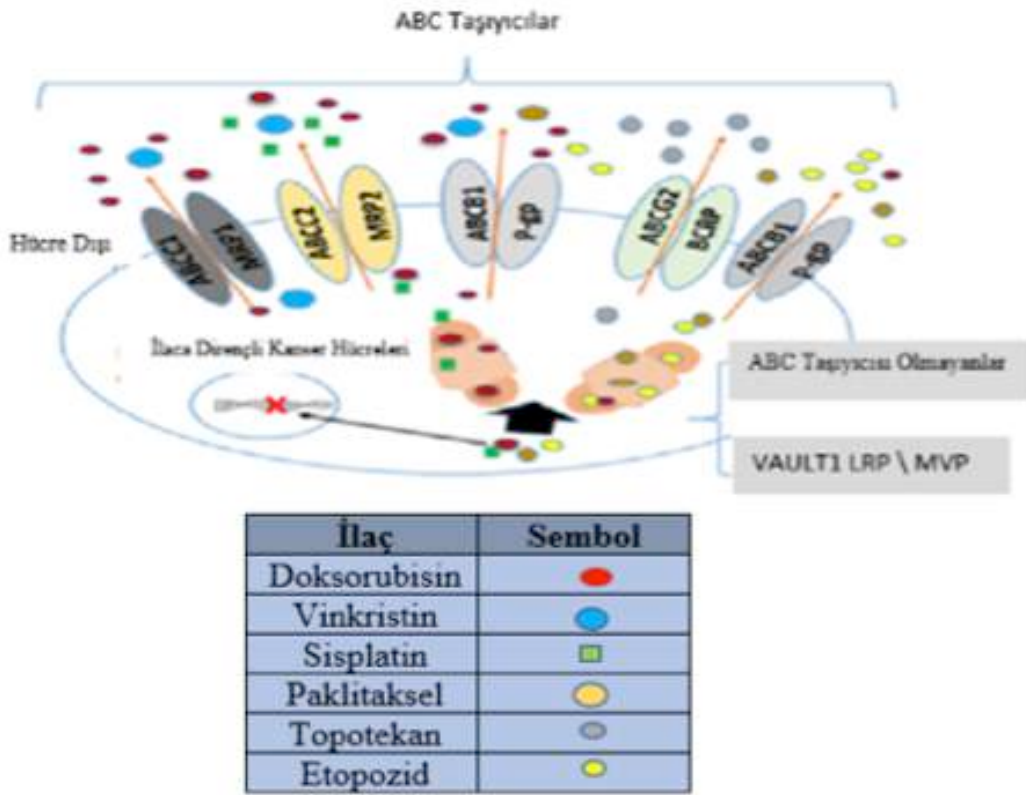 ABC Taşıyıcılar
Hücre Dışı
ABCC1
MRP1
ABCC2
MRP2
ABCB1
P-gp
ABCG2
BCRP
ABCB1
P-gp
İlaca Dirençli Kanser Hücreleri
ABC Taşıyıcısı Olmayanlar
VAULT1 LRP \ MVP
İlaç Sembol
Doksorubisin
Vinkristin
Sisplatin
Paklitaksel
Topotekan
Etopozid